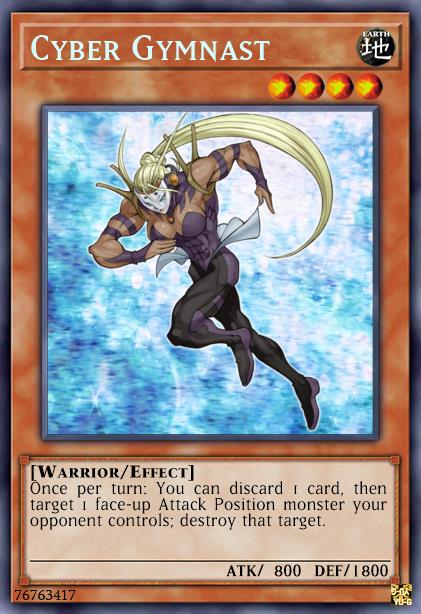 CYBER GYMNAST
EARTH
地
[WARRIOR/EFFECT]
Once per turn: You can discard 1 card, then
target 1 face-up Attack Position monster your
opponent controls; destroy that target.
ATK/ 800 DEF/1800
76763417